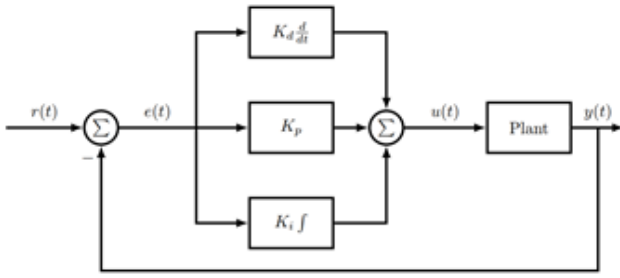 K_d d/dt
r(t)
∑
e(t)
K_p
∑
u(t)
Plant
y(t)
−
K_i ∫